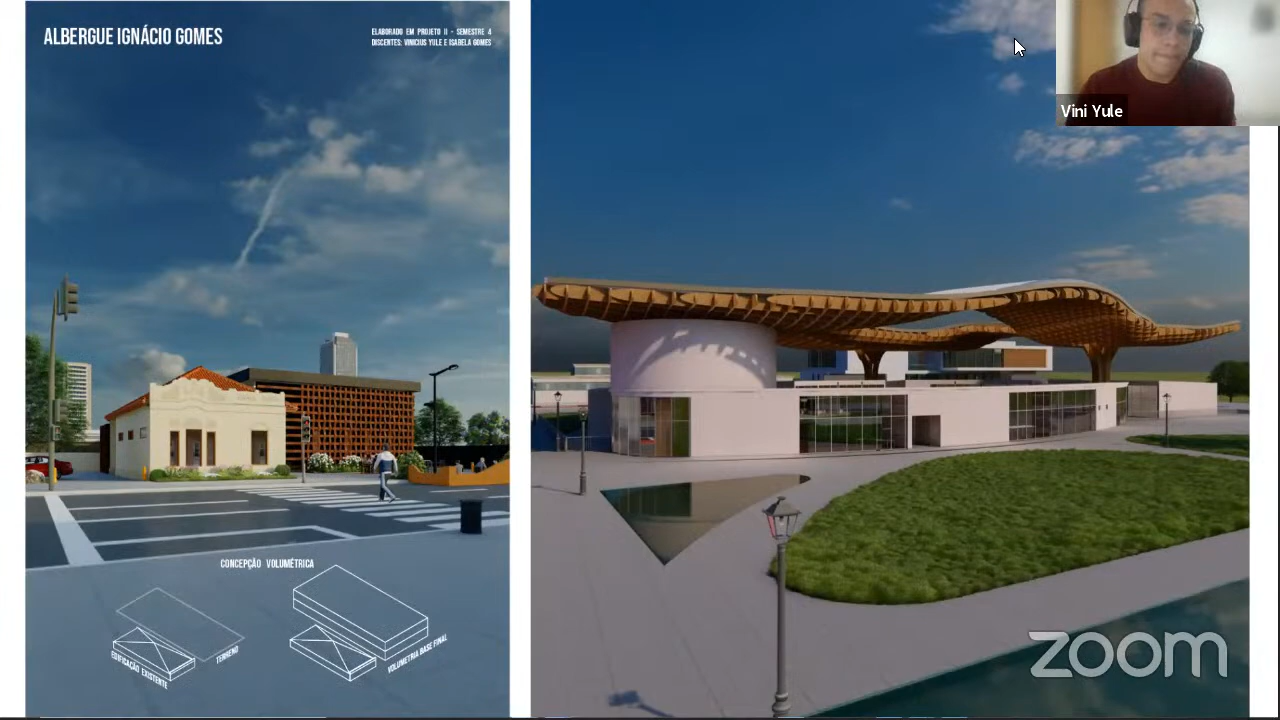 ALBERGUE IGNÁCIO GOMES
ELABORADO EM PROJETO II - SEMESTRE 4
DISCENTES: VINICIUS YULE E ISABELA GOMES
Vini Yule
CONCEPÇÃO VOLUMÉTRICA
EDIFICAÇÃO EXISTENTE
TERRENO
VOLUMETRIA BASE FINAL
zoom